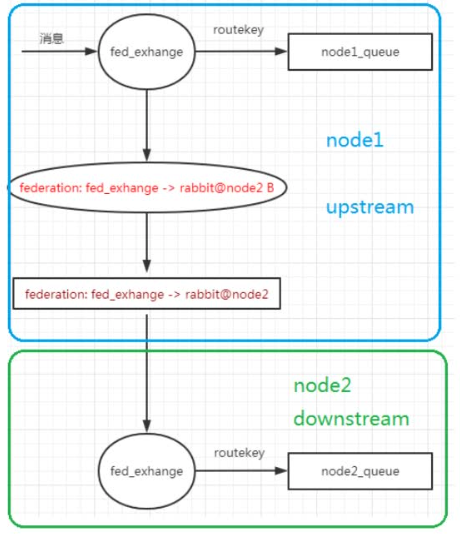 消息
fed_exhange
routekey
node1_queue
node1
federation: fed_exhange -> rabbit@node2 B
upstream
federation: fed_exhange -> rabbit@node2
node2
downstream
fed_exhange
routekey
node2_queue